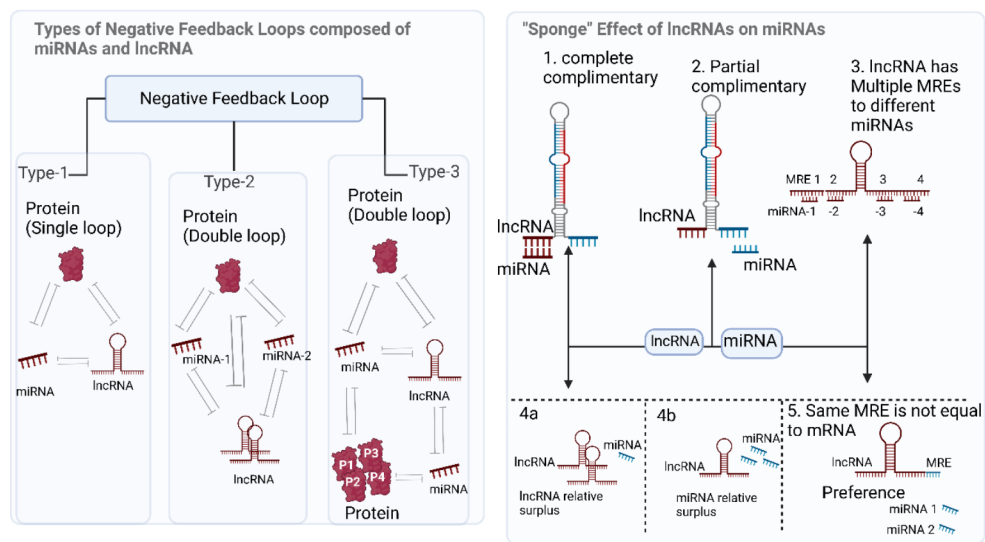 Types of Negative Feedback Loops composed of
miRNAs and lncRNA
Negative Feedback Loop
Type-1
Protein
(Single loop)
miRNA
lncRNA
Type-2
Protein
(Double loop)
miRNA-1
miRNA-2
lncRNA
Type-3
Protein
(Double loop)
miRNA
lncRNA
P1
P3
P2
P4
miRNA
Protein
"Sponge" Effect of lncRNAs on miRNAs
1. complete
complimentary
lncRNA
miRNA
2. Partial
complimentary
lncRNA
miRNA
3. lncRNA has
Multiple MREs
to different
miRNAs
MRE 1 2 3 4
miRNA-1 -2 -3 -4
lncRNA
miRNA
4a
miRNA
lncRNA
lncRNA relative
surplus
4b
miRNA
lncRNA
miRNA relative
surplus
5. Same MRE is not equal
to mRNA
lncRNA
MRE
Preference
miRNA 1
miRNA 2